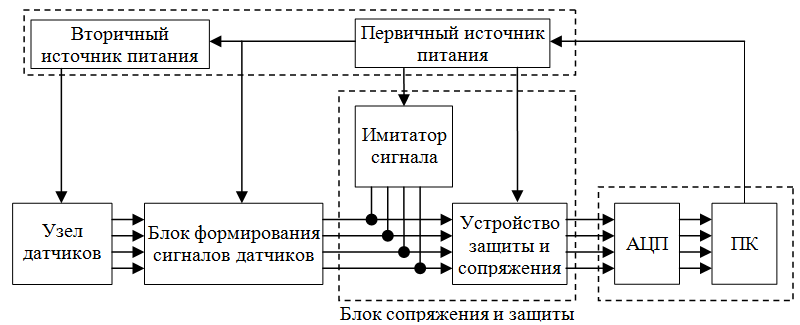 Вторичный
источник питания
Первичный источник
питания
Имитатор
сигнала
Узел
датчиков
Блок формирования
сигналов датчиков
Устройство
защиты и
сопряжения
АЦП
ПК
Блок сопряжения и защиты